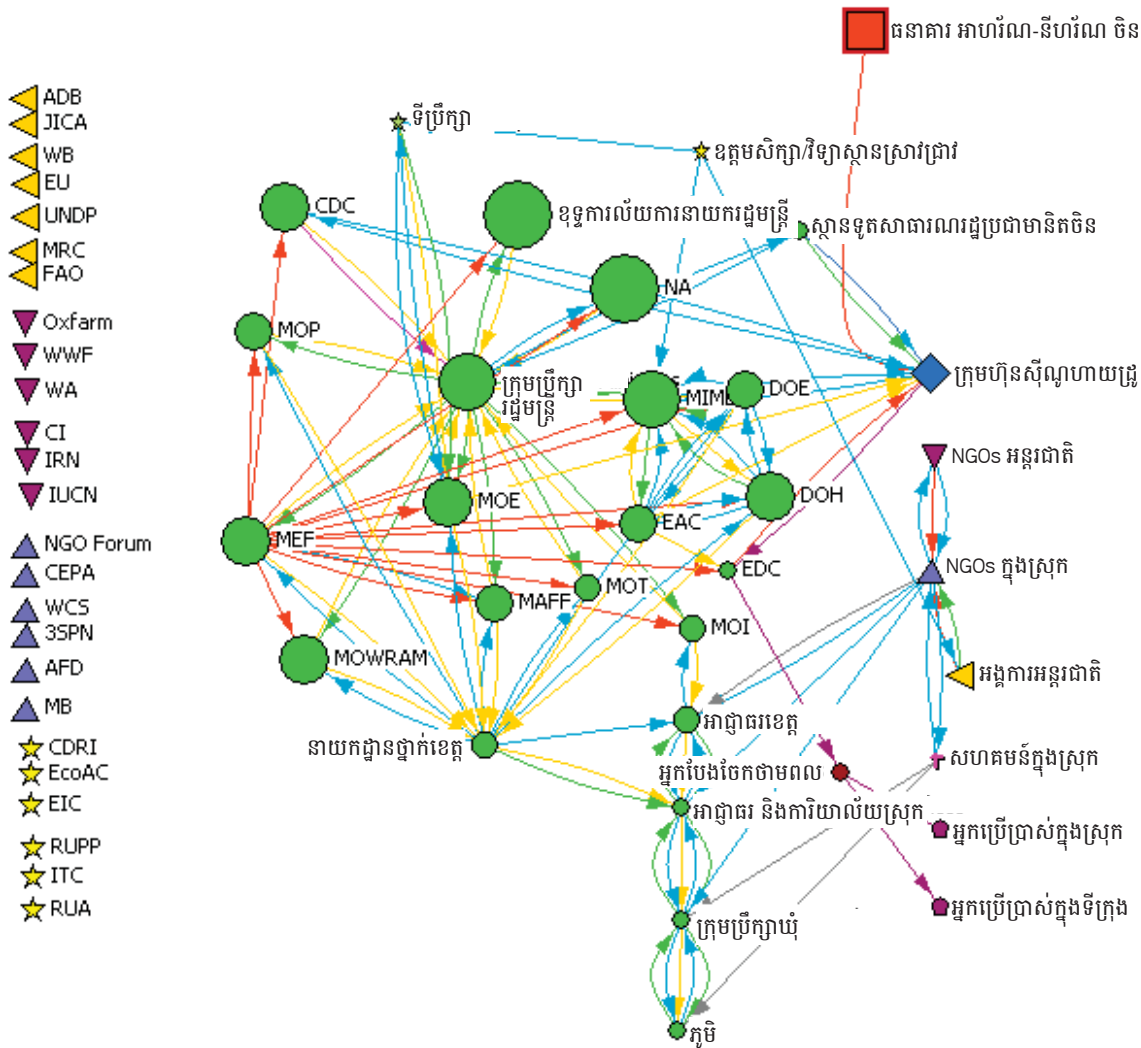 ធនាគារ អាហរ័ណ-នីហរ័ណ ចិន
ADB
JICA
WB
EU
UNDP
MRC
FAO
Oxfarm
WWF
WA
CI
IRN
IUCN
NGO Forum
CEPA
WCS
3SPN
AFD
MB
CDRI
EcoAC
EIC
RUPP
ITC
RUA
ទីប្រឹក្សា
ឧត្តមសិក្សា/វិទ្យាស្ថានស្រាវជ្រាវ
CDC
ខុទ្ទការល័យការនាយករដ្ឋមន្ត្រី
ស្ថានទូតសាធារណរដ្ឋប្រជាមានិតចិន
NA
MOP
ក្រុមប្រឹក្សា
រដ្ឋមន្ត្រី
MIME
DOE
ក្រុមហ៊ុនស៊ីណូហាយដ្រូ
NGOs អន្តរជាតិ
MOE
DOH
EAC
MEF
EDC
NGOs ក្នុងស្រុក
MAFF
MOT
MOI
MOWRAM
អង្គការអន្តរជាតិ
អាជ្ញាធរខេត្ត
នាយកដ្ឋានថ្នាក់ខេត្ត
សហគមន៍ក្នុងស្រុក
អ្នកបែងចែកថាមពល
អាជ្ញាធរ និងការិយាល័យស្រុក
អ្នកប្រើប្រាស់ក្នុងស្រុក
អ្នកប្រើប្រាស់ក្នុងទីក្រុង
ក្រុមប្រឹក្សាឃុំ
ភូមិ